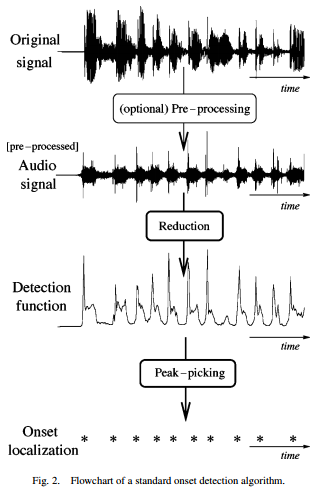 Original
signal
time
(optional) Pre-processing
[pre-processed]
Audio
signal
time
Reduction
Detection
function
time
Peak-picking
Onset
localization
* * * * * * * * * *
time
Fig. 2. Flowchart of a standard onset detection algorithm.